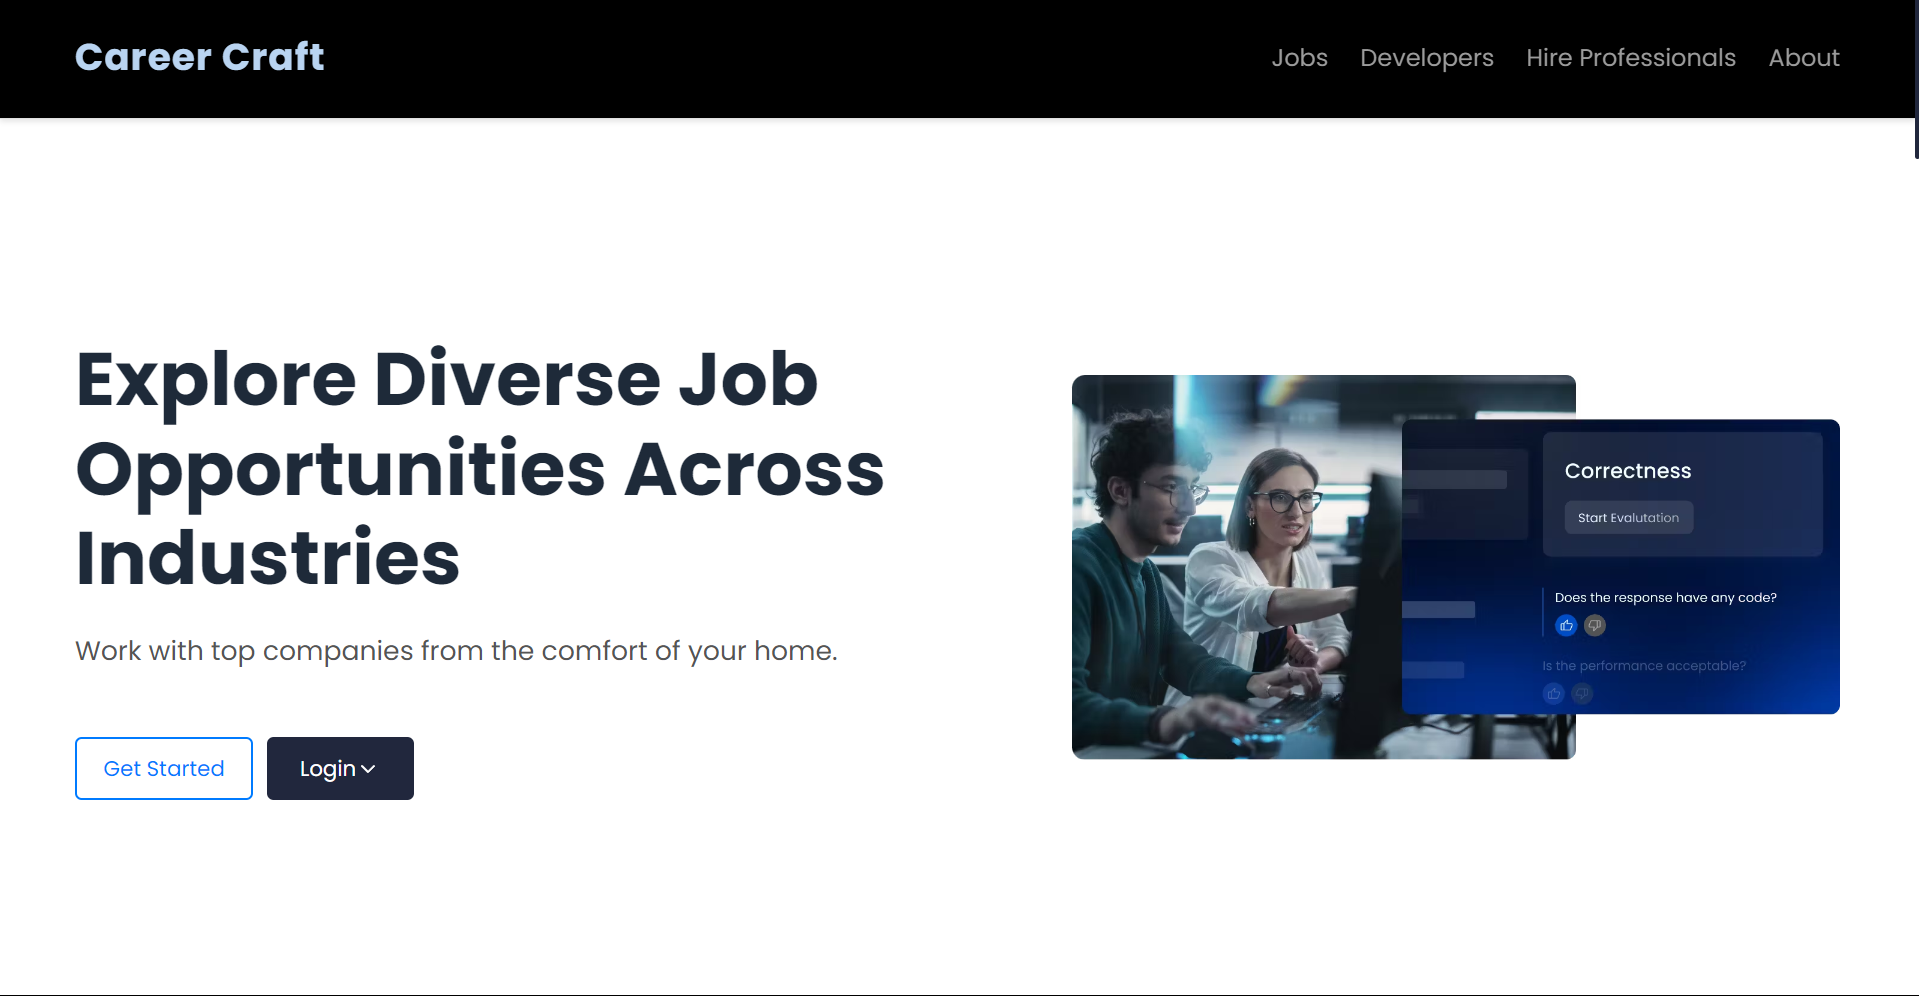 Career Craft
Jobs Developers Hire Professionals About
Explore Diverse Job
Opportunities Across
Industries
Work with top companies from the comfort of your home.
Get Started Login
Correctness
Start Evalutation
Does the response have any code?
Is the performance acceptable?